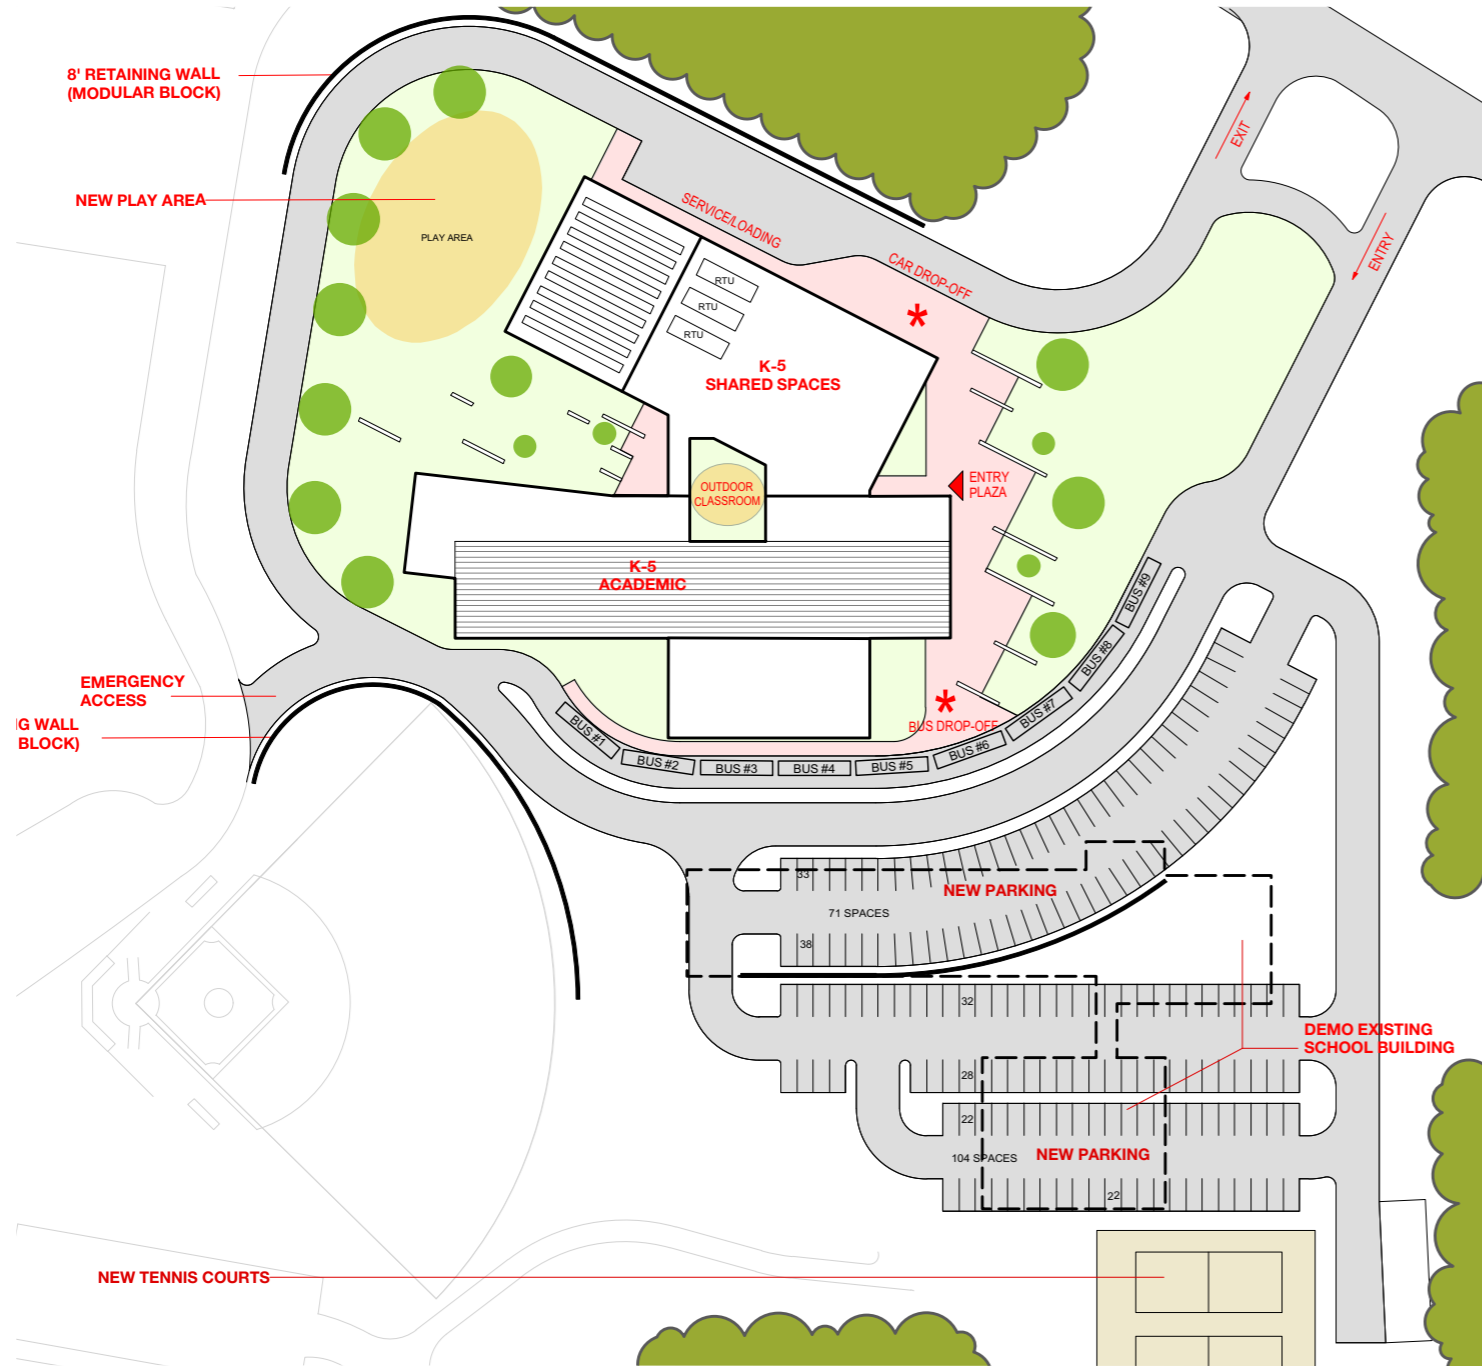 8' RETAINING WALL
(MODULAR BLOCK)
EXIT
ENTRY
NEW PLAY AREA
PLAY AREA
SERVICE/LOADING
CAR DROP-OFF
RTU
RTU
RTU
K-5
SHARED SPACES
OUTDOOR
CLASSROOM
ENTRY
PLAZA
K-5
ACADEMIC
EMERGENCY
ACCESS
G WALL
BLOCK)
BUS DROP-OFF
BUS #1
BUS #2
BUS #3
BUS #4
BUS #5
BUS #6
BUS #7
BUS #8
BUS #9
33
NEW PARKING
71 SPACES
38
32
DEMO EXISTING
SCHOOL BUILDING
28
22
104 SPACES
NEW PARKING
22
NEW TENNIS COURTS